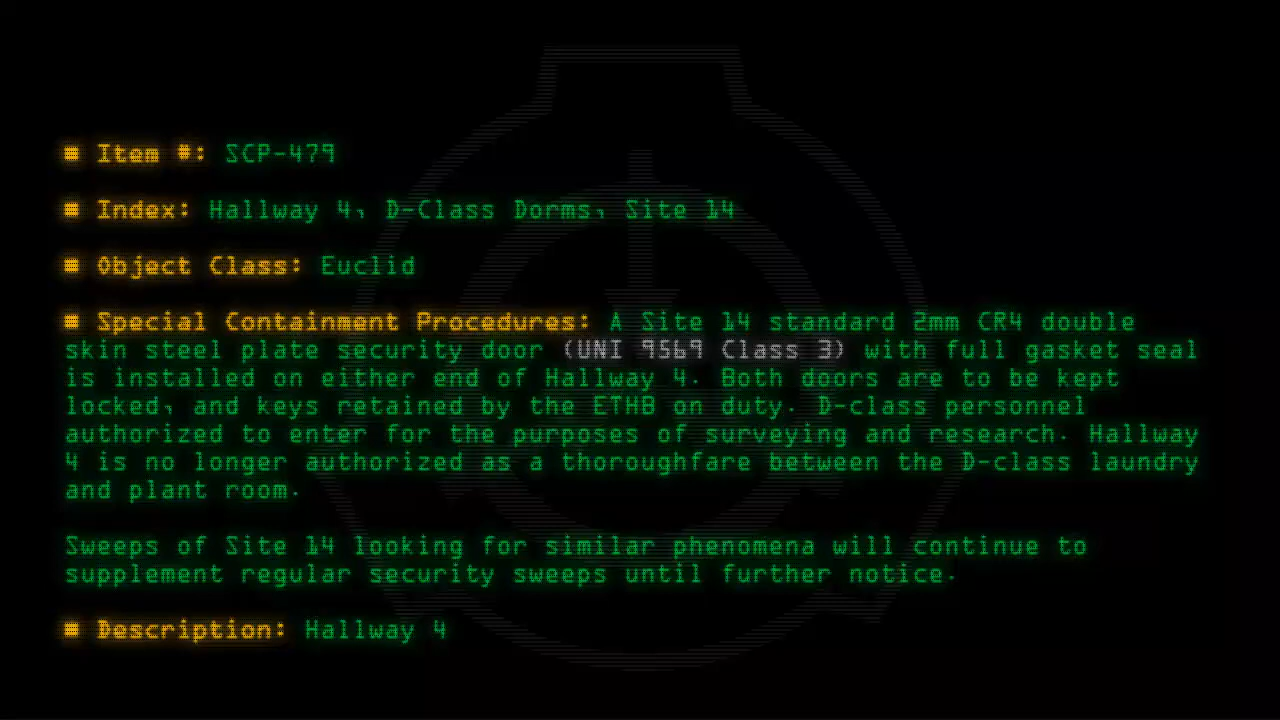 ■ Item #: SCP-479
■ Index: Hallway 4, D-Class Dorms, Site 14
■ Object Class: Euclid
■ Special Containment Procedures: A Site 14 standard 2mm CR4 double
skin steel plate security door (UNI 9569 Class 3) with full gasket seal
is installed on either end of Hallway 4. Both doors are to be kept
locked, and keys retained by the ETHB on duty. D-class personnel
authorized to enter for the purposes of surveying and research. Hallway
4 is no longer authorized as a thoroughfare between the D-class laundry
and plant room.
Sweeps of Site 14 looking for similar phenomena will continue to
supplement regular security sweeps until further notice.
■ Description: Hallway 4